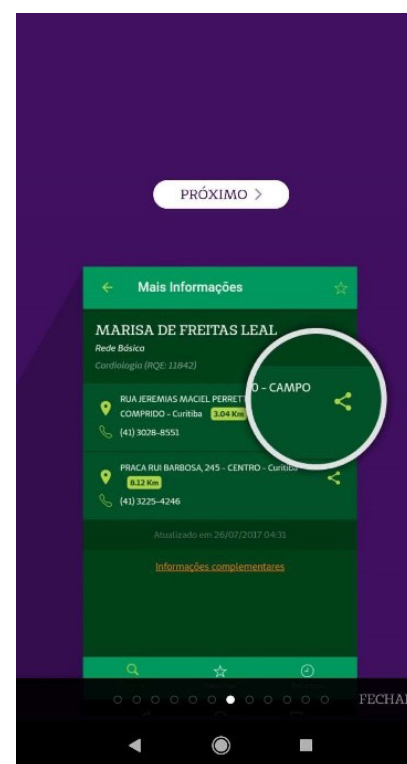 PRÓXIMO >
Mais Informações
MARISA DE FREITAS LEAL
Rede Básica
Cardiologia (RQE: 11842)
RUA JEREMIAS MACIEL PERRETT
0 - CAMPO
COMPRIDO - Curitiba 3.04 Km
(41) 3028-8551
PRACA RUI BARBOSA, 245 - CENTRO - Curitiba
8.12 Km
(41) 3225-4246
Atualizado em 26/07/2017 04:31
Informações complementares
FECHA